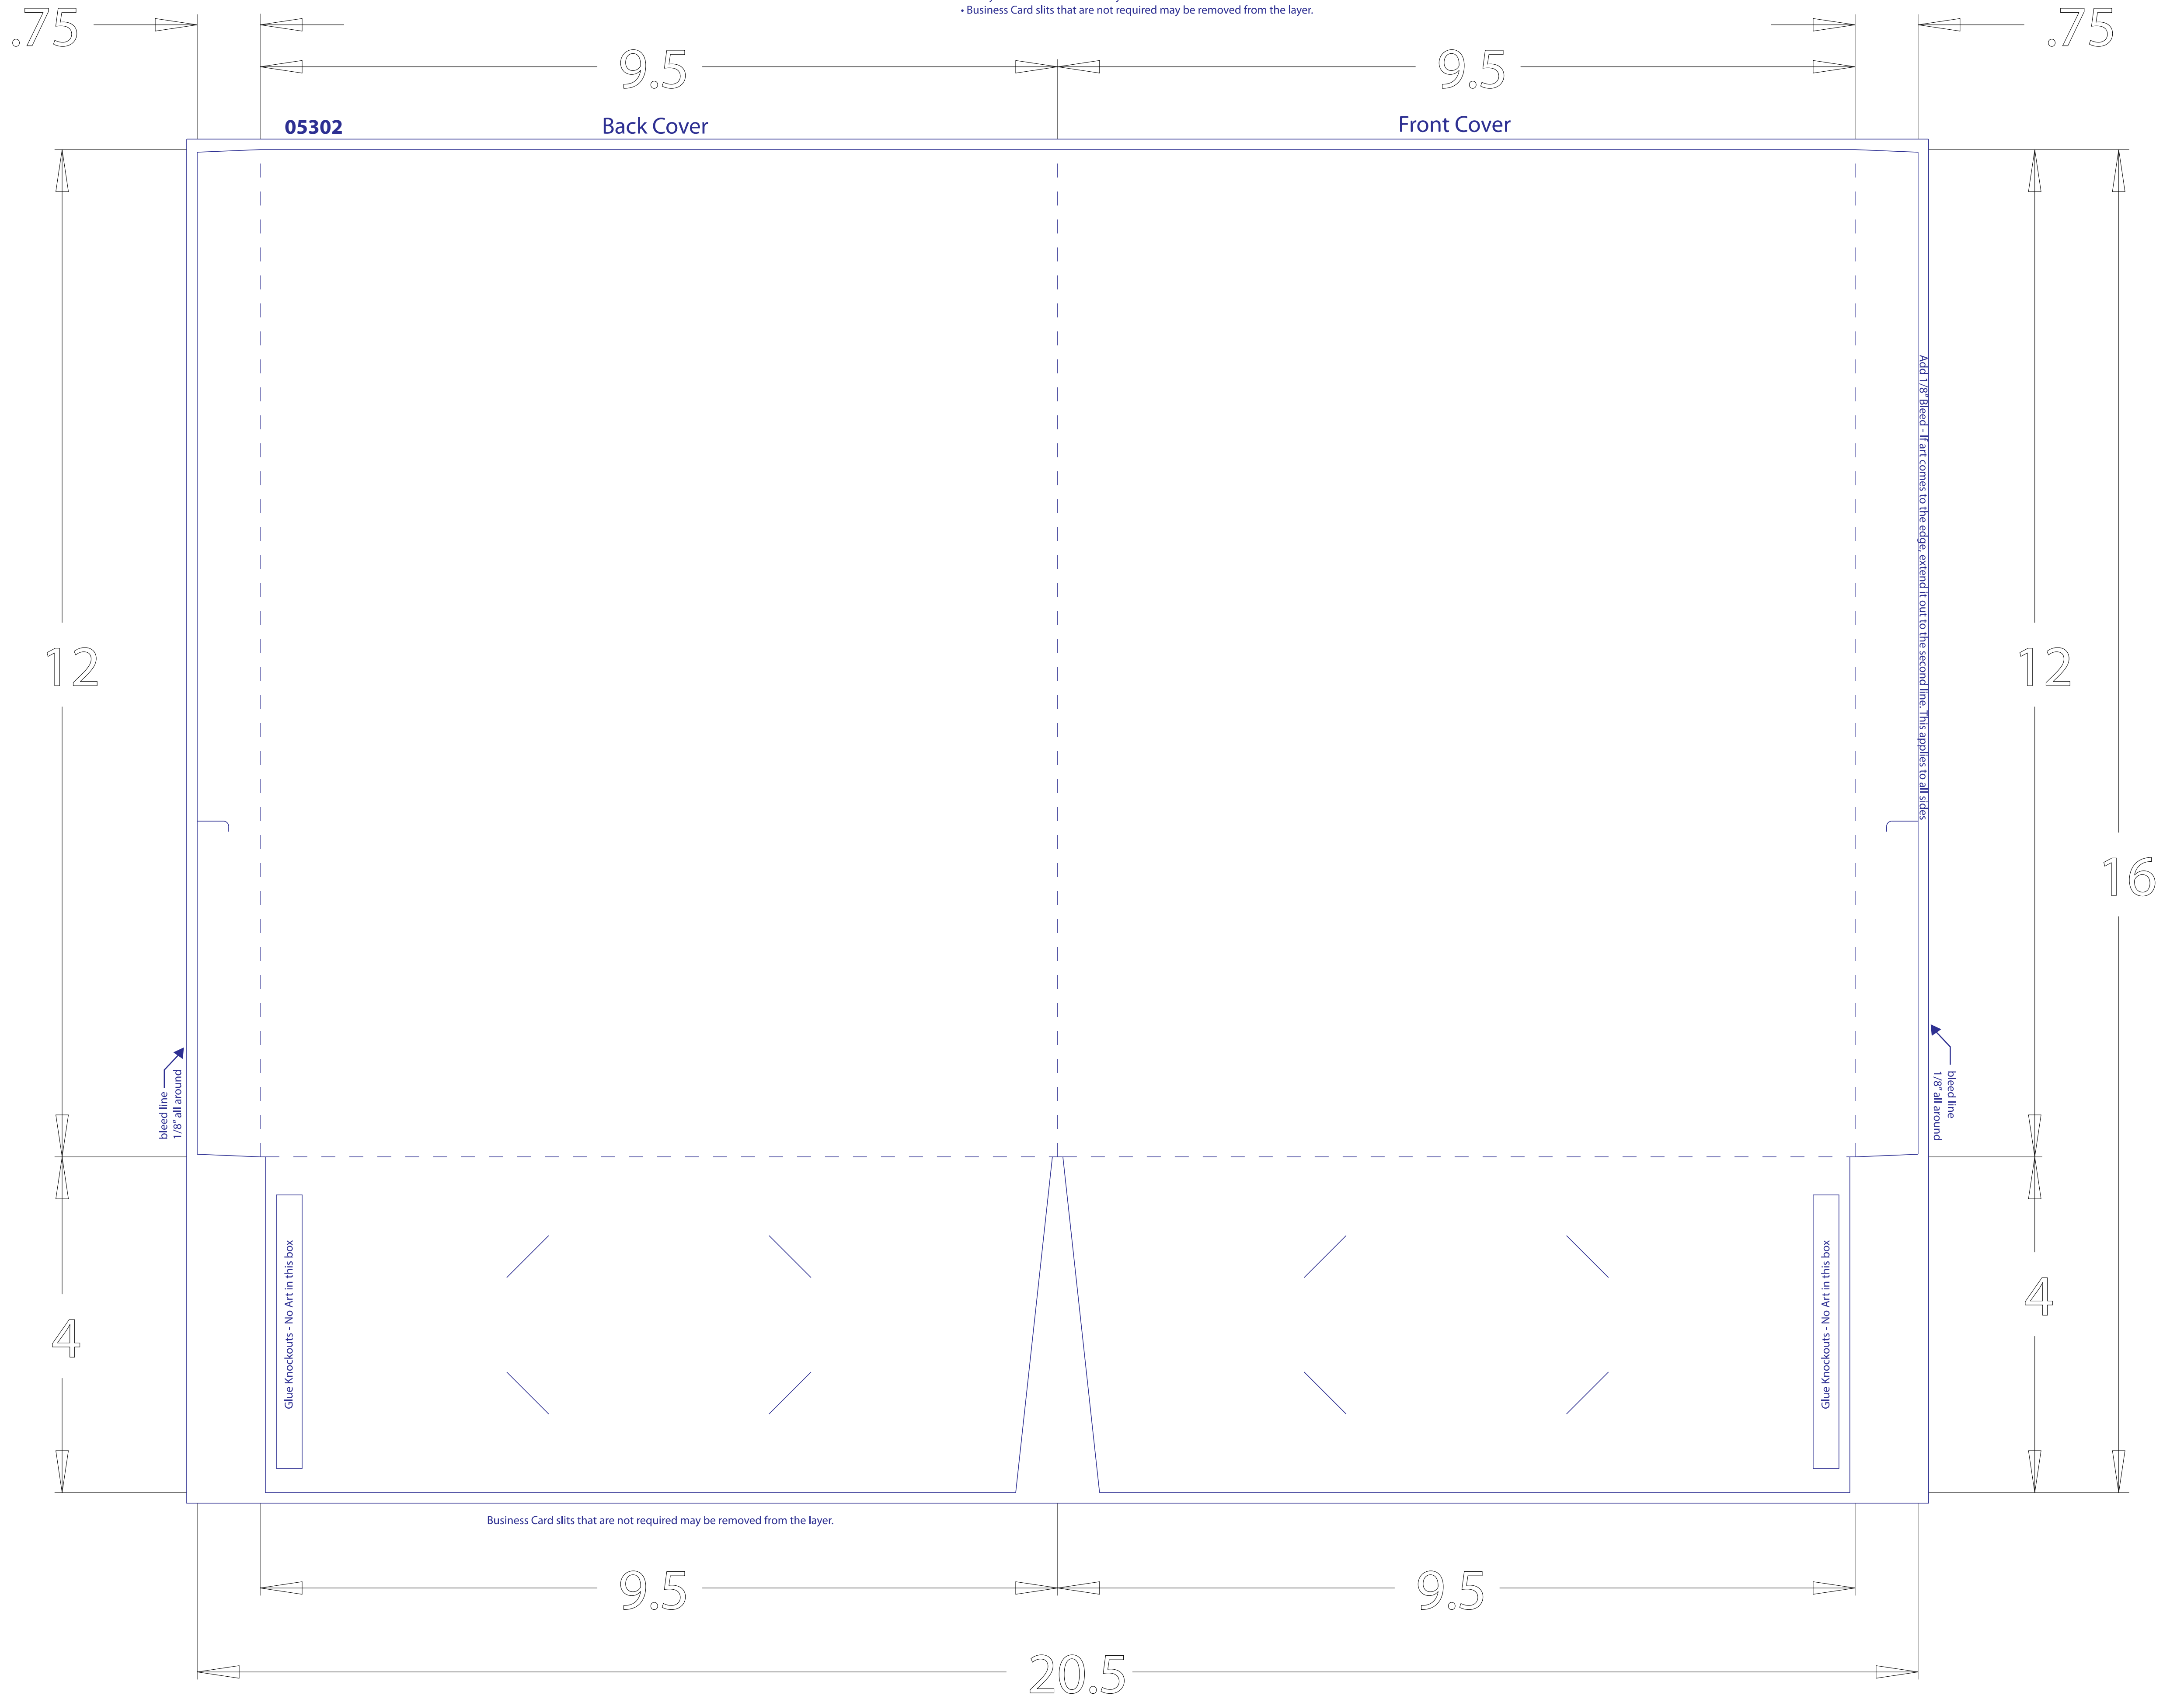 • Business Card slits that are not required may be removed from the layer.
.75
.75
9.5
9.5
05302
Back Cover
Front Cover
Add 1/8" Bleed - If art comes to the edge, extend it out to the second line. This applies to all sides
12
12
16
bleed line
1/8" all around
bleed line
1/8" all around
Glue Knockouts - No Art in this box
Glue Knockouts - No Art in this box
4
4
Business Card slits that are not required may be removed from the layer.
9.5
9.5
20.5